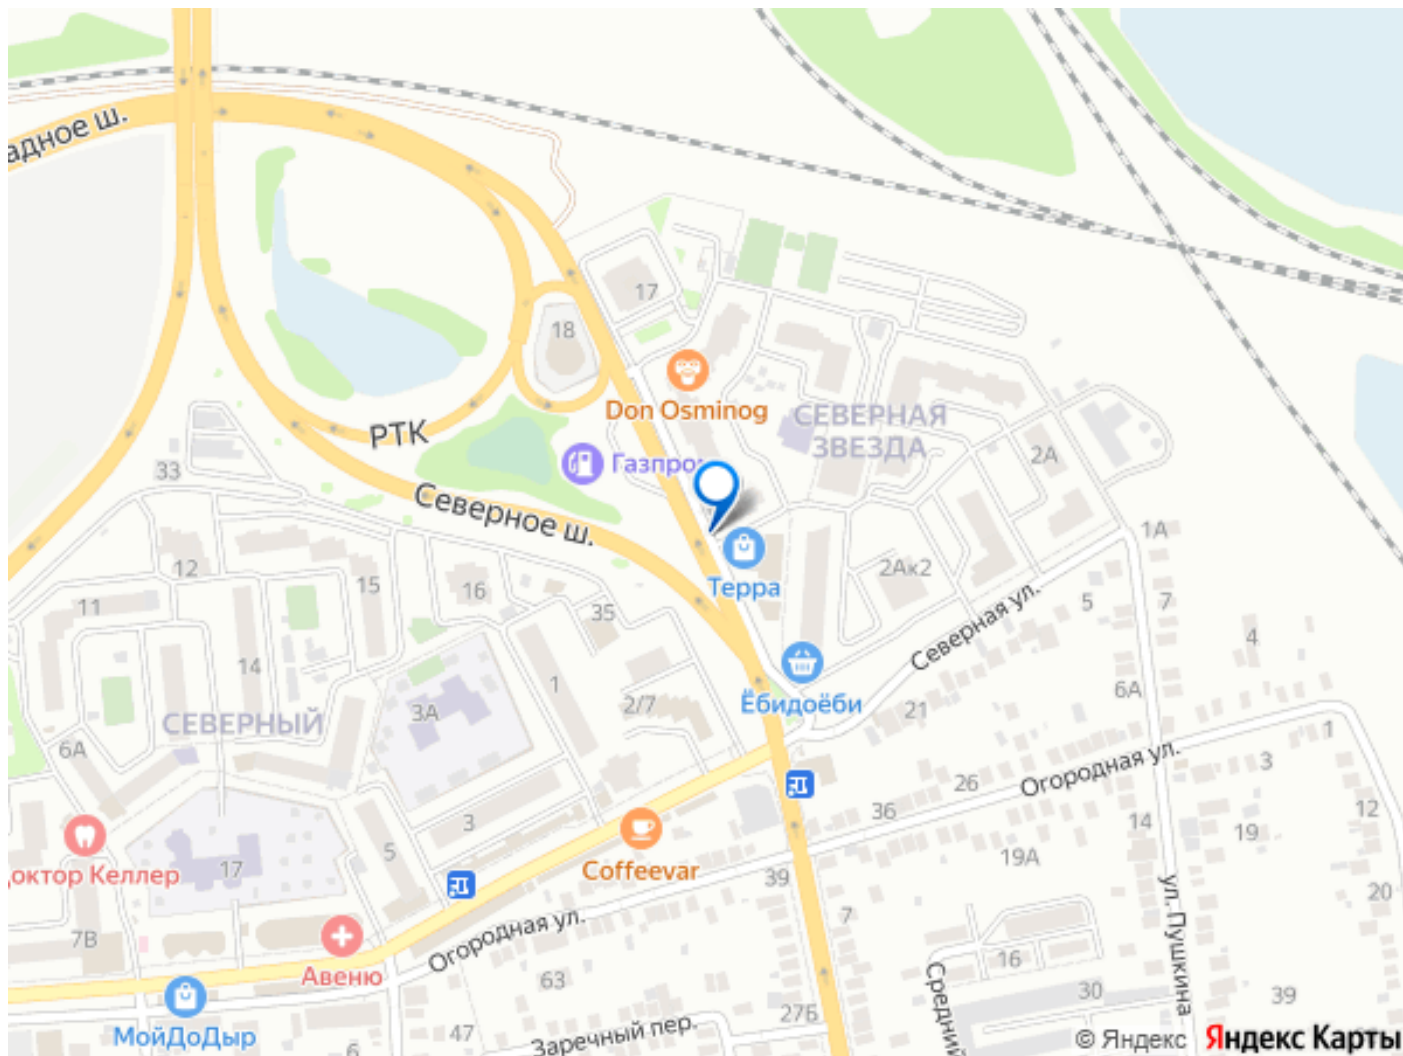 адное ш.
17
18
Don Osminog
СЕВЕРНАЯ
ЗВЕЗДА
РТК
Газпром
2А
33
Северное ш.
1А
12
15
16
Терра
2Ак2
11
35
5
7
Северная ул.
4
14
1
3А
2/7
Ёбидоёби
21
6А
СЕВЕРНЫЙ
6А
1
Огородная ул.
3
26
36
12
3
14
19
5
Coffeevar
19А
октор Келлер
17
39
20
7
ул. Пушкина
Огородная ул.
7В
Авеню
16
Средний
63
30
39
27Б
МойДоДыр
47
Заречный пер.
6
© Яндекс
Яндекс Карты